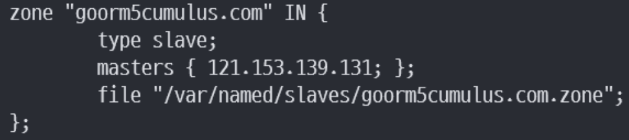 zone "goorm5cumulus.com" IN {
        type slave;
        masters { 121.153.139.131; };
        file "/var/named/slaves/goorm5cumulus.com.zone";
};